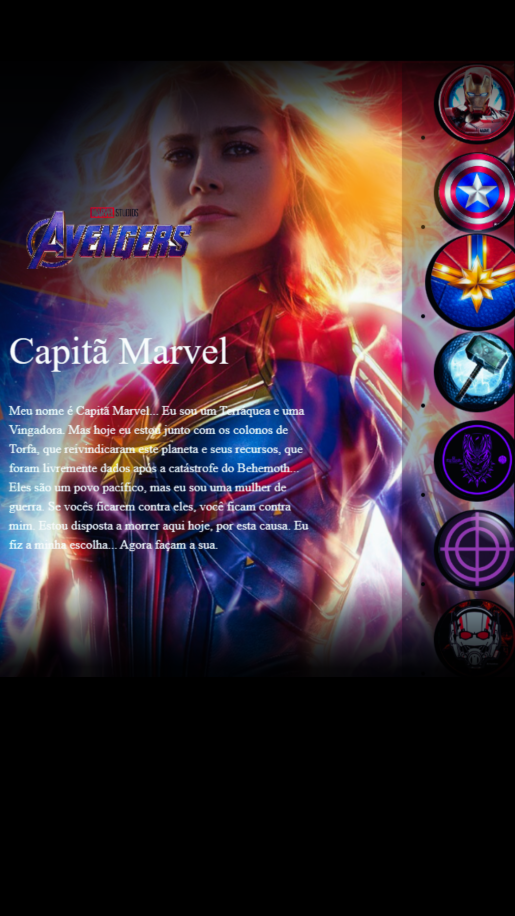 MARVEL STUDIOS
AVENGERS
Capitã Marvel
Meu nome é Capitã Marvel... Eu sou um Terráquea e uma
Vingadora. Mas hoje eu estou junto com os colonos de
Torfa, que reivindicaram este planeta e seus recursos, que
foram livremente dados após a catástrofe do Behemoth...
Eles são um povo pacífico, mas eu sou uma mulher de
guerra. Se vocês ficarem contra eles, você ficam contra
mim. Estou disposta a morrer aqui hoje, por esta causa. Eu
fiz a minha escolha... Agora façam a sua.